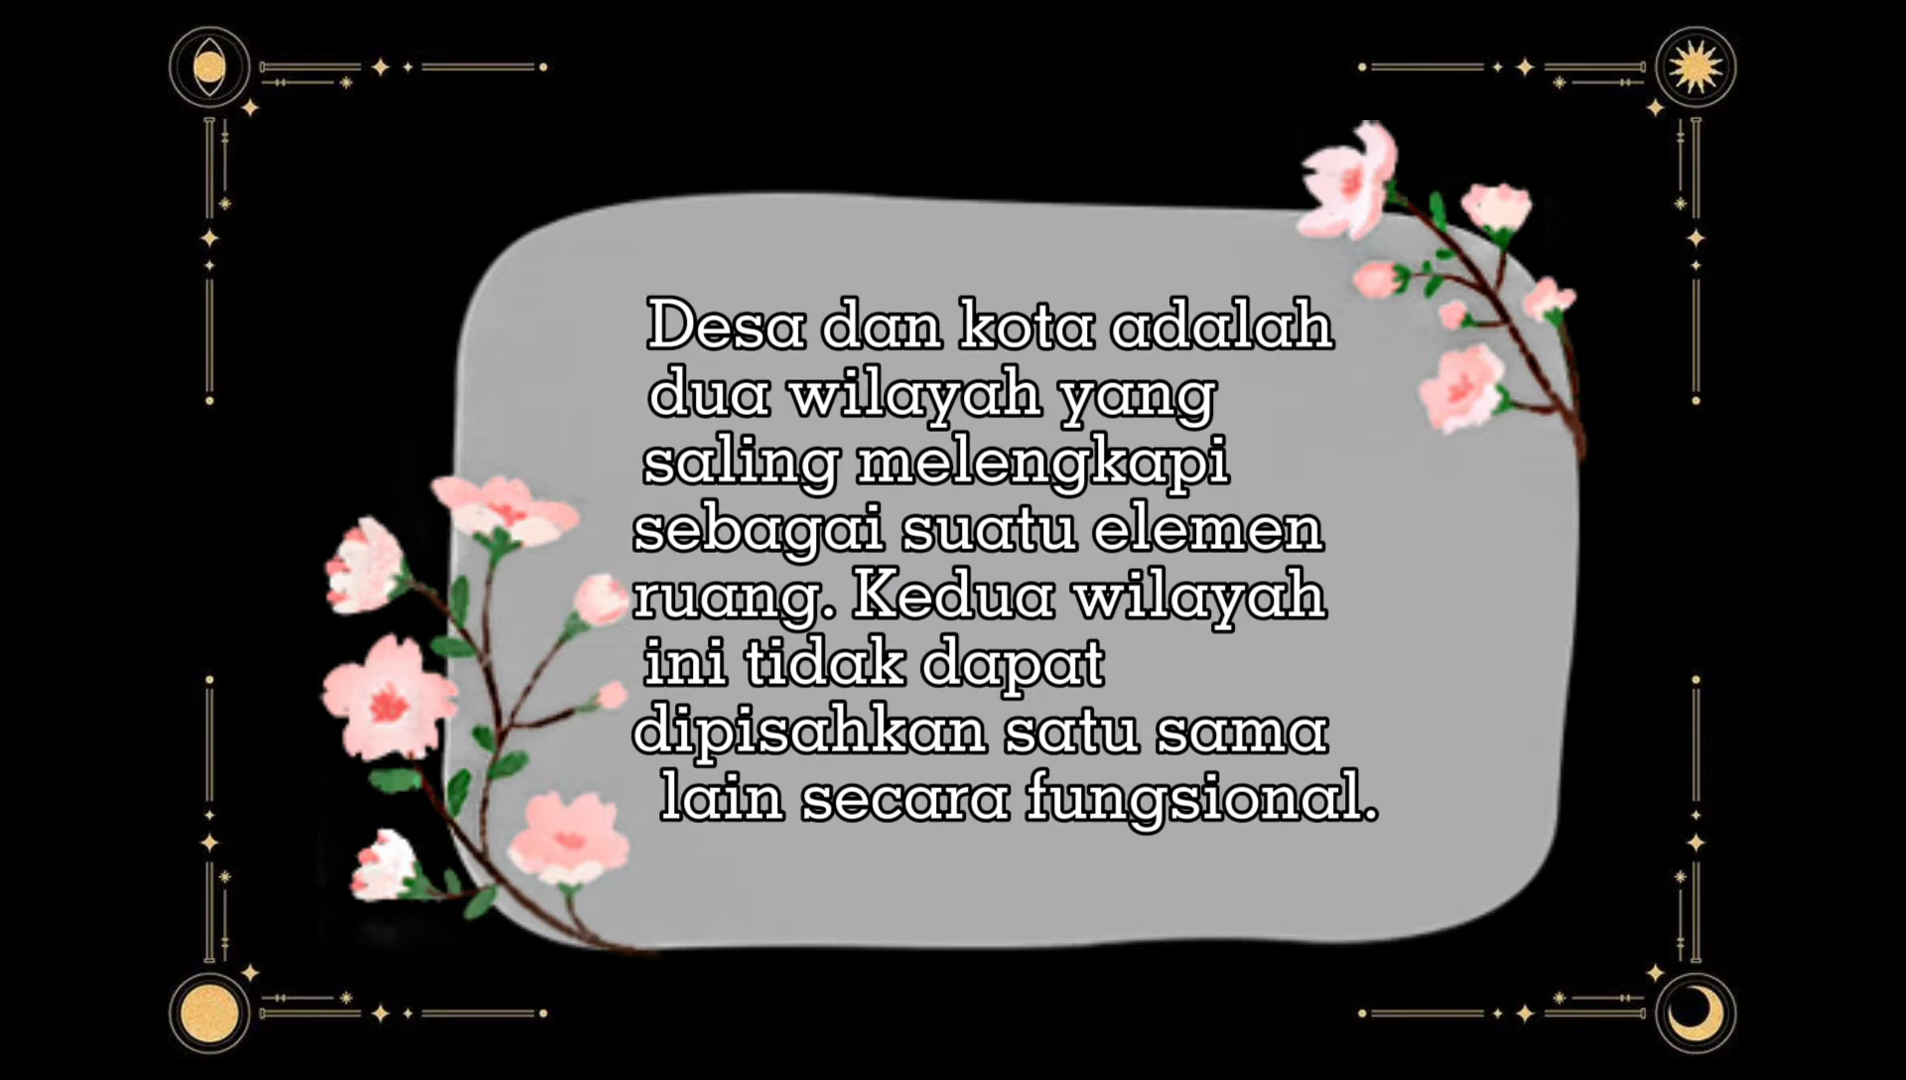 Desa dan kota adalah
dua wilayah yang
saling melengkapi
sebagai suatu elemen
ruang. Kedua wilayah
ini tidak dapat
dipisahkan satu sama
lain secara fungsional.